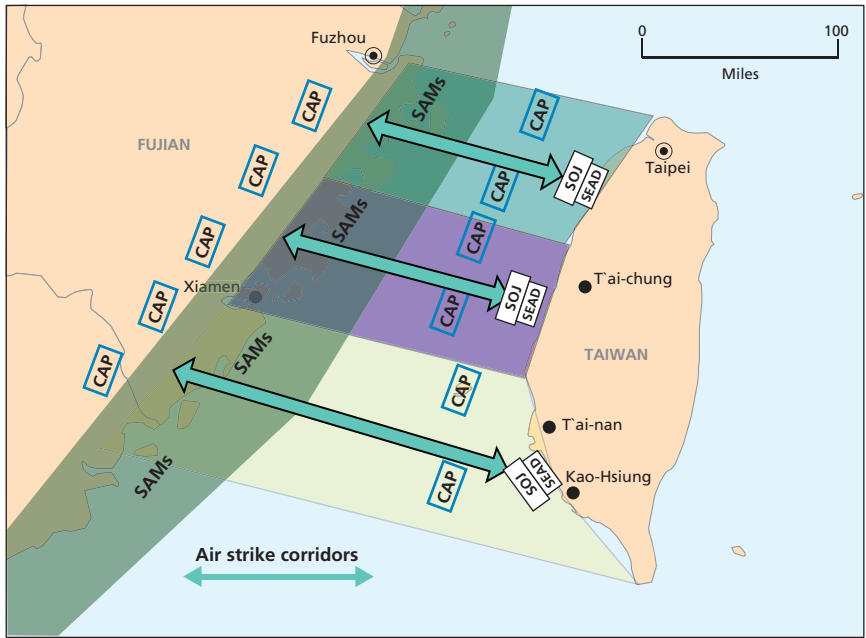 0
100
Miles
Fuzhou
SAMs
CAP
CAP
FUJIAN
Taipei
CAP
SOJ
SEAD
CAP
SAMs
CAP
CAP
T`ai-chung
Xiamen
SOJ
SEAD
CAP
CAP
SAMs
TAIWAN
CAP
CAP
T`ai-nan
SAMs
CAP
SOJ
SEAD
Kao-Hsiung
Air strike corridors